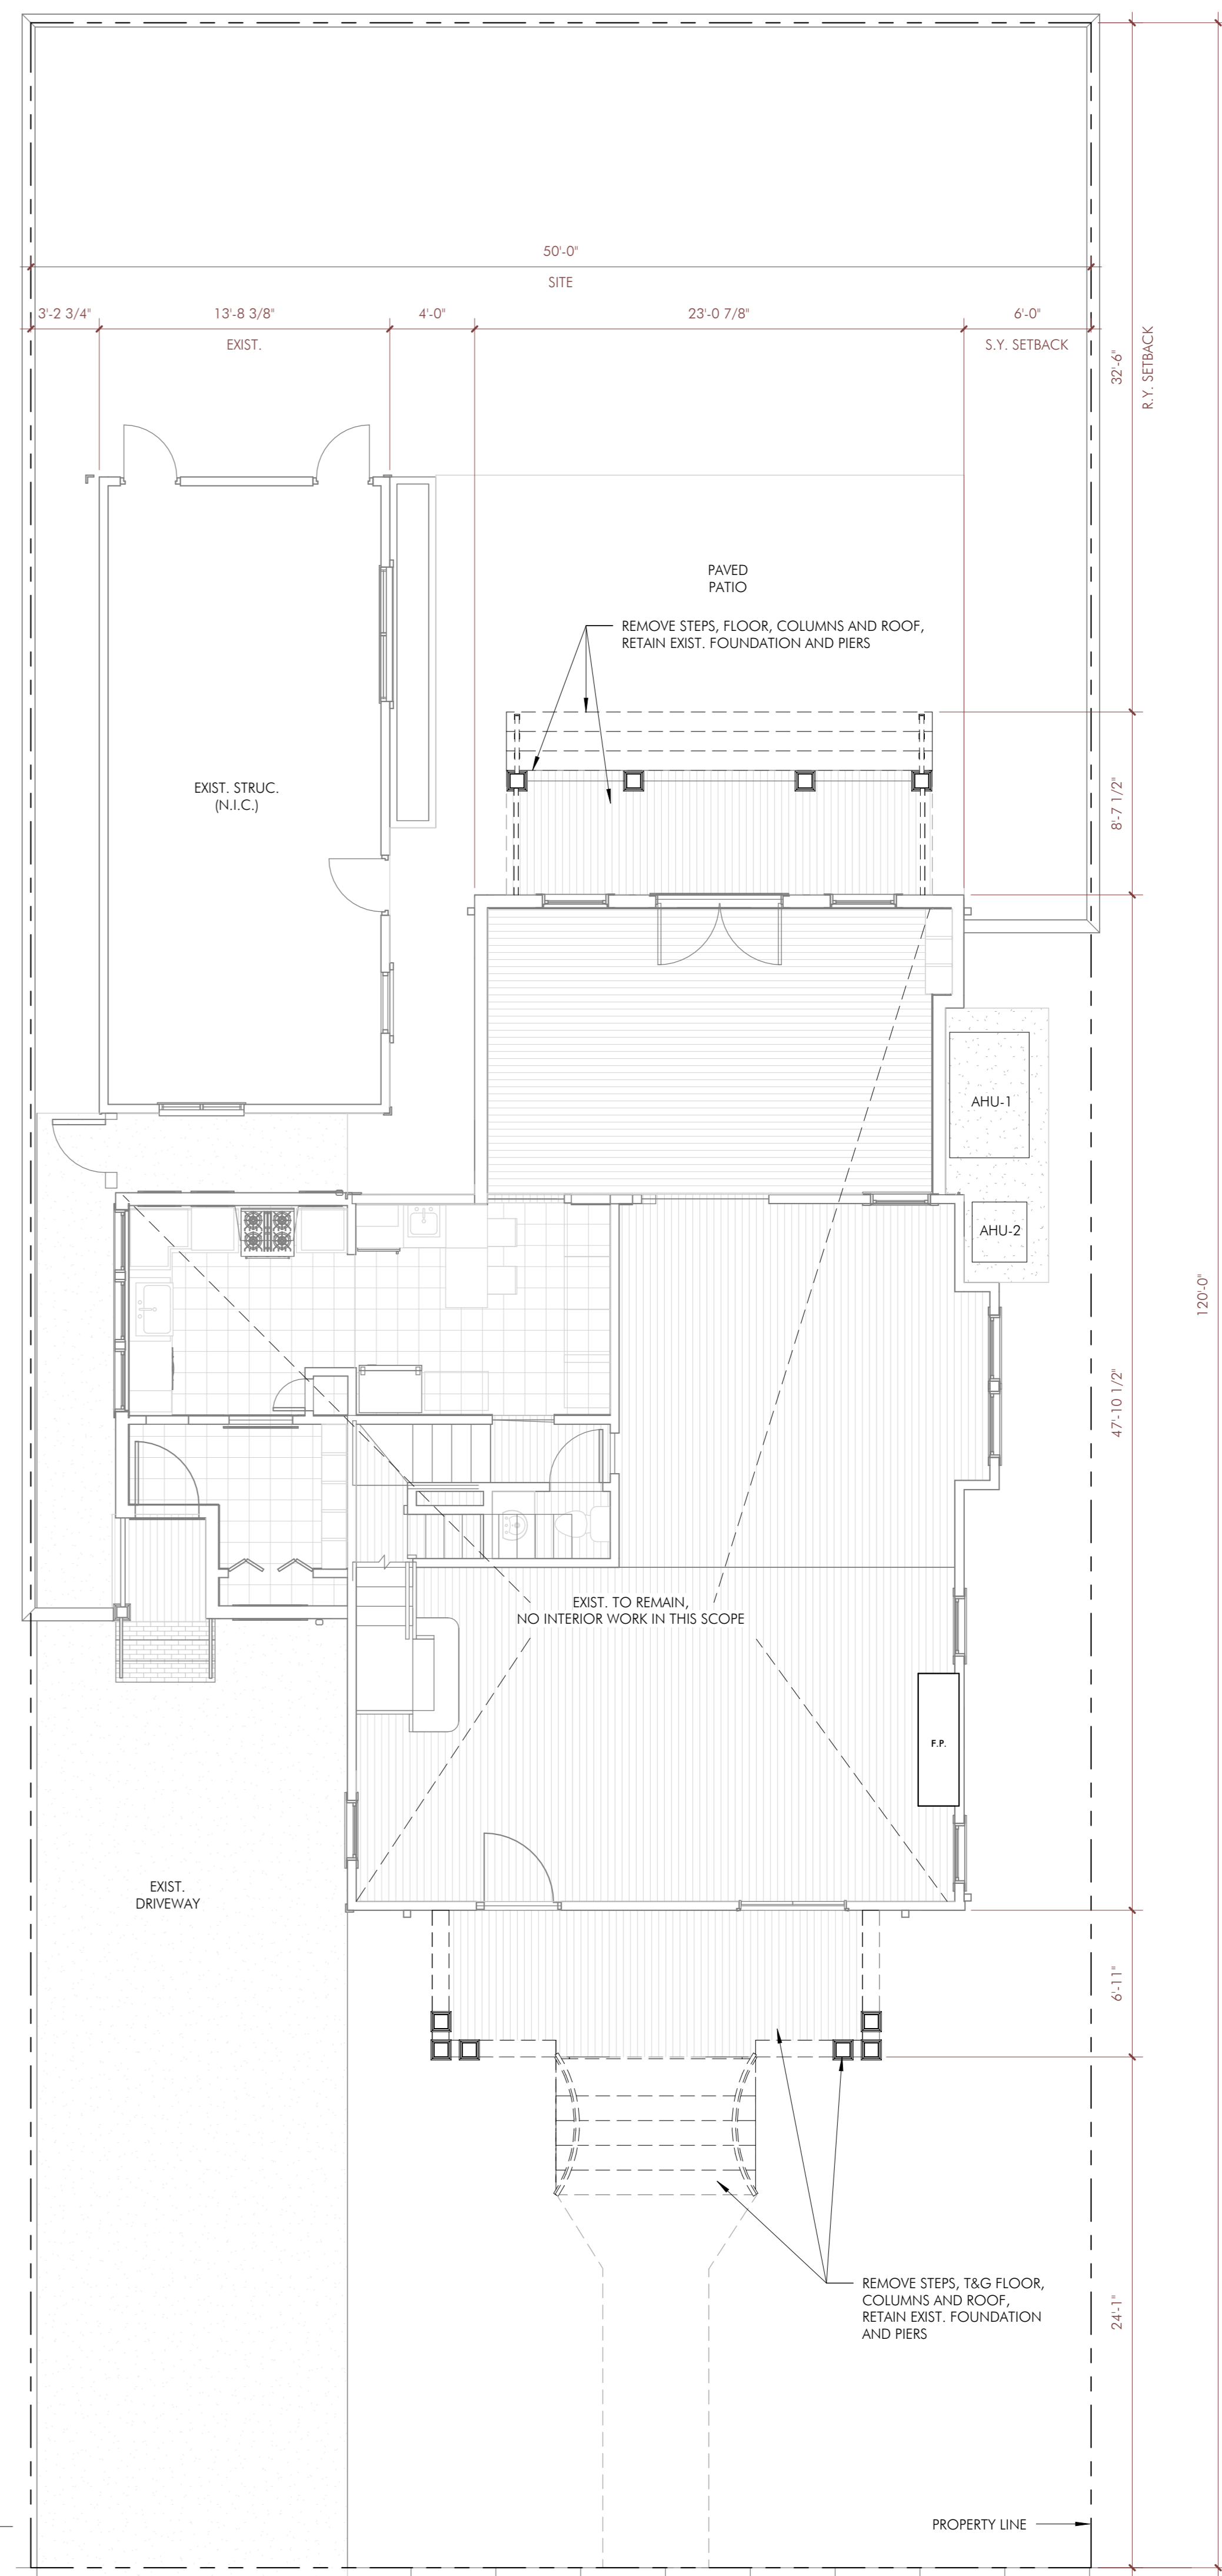 50'-0"
SITE
3'-2 3/4"
13'-8 3/8"
4'-0"
23'-0 7/8"
6'-0"
EXIST.
S.Y. SETBACK
32'-6"
R.Y. SETBACK
PAVED
PATIO
REMOVE STEPS, FLOOR, COLUMNS AND ROOF,
RETAIN EXIST. FOUNDATION AND PIERS
EXIST. STRUC.
(N.I.C.)
8'-7 1/2"
AHU-1
AHU-2
120'-0"
47'-10 1/2"
EXIST. TO REMAIN,
NO INTERIOR WORK IN THIS SCOPE
F.P.
EXIST.
DRIVEWAY
6'-11"
REMOVE STEPS, T&G FLOOR,
COLUMNS AND ROOF,
RETAIN EXIST. FOUNDATION
AND PIERS
24'-1"
PROPERTY LINE